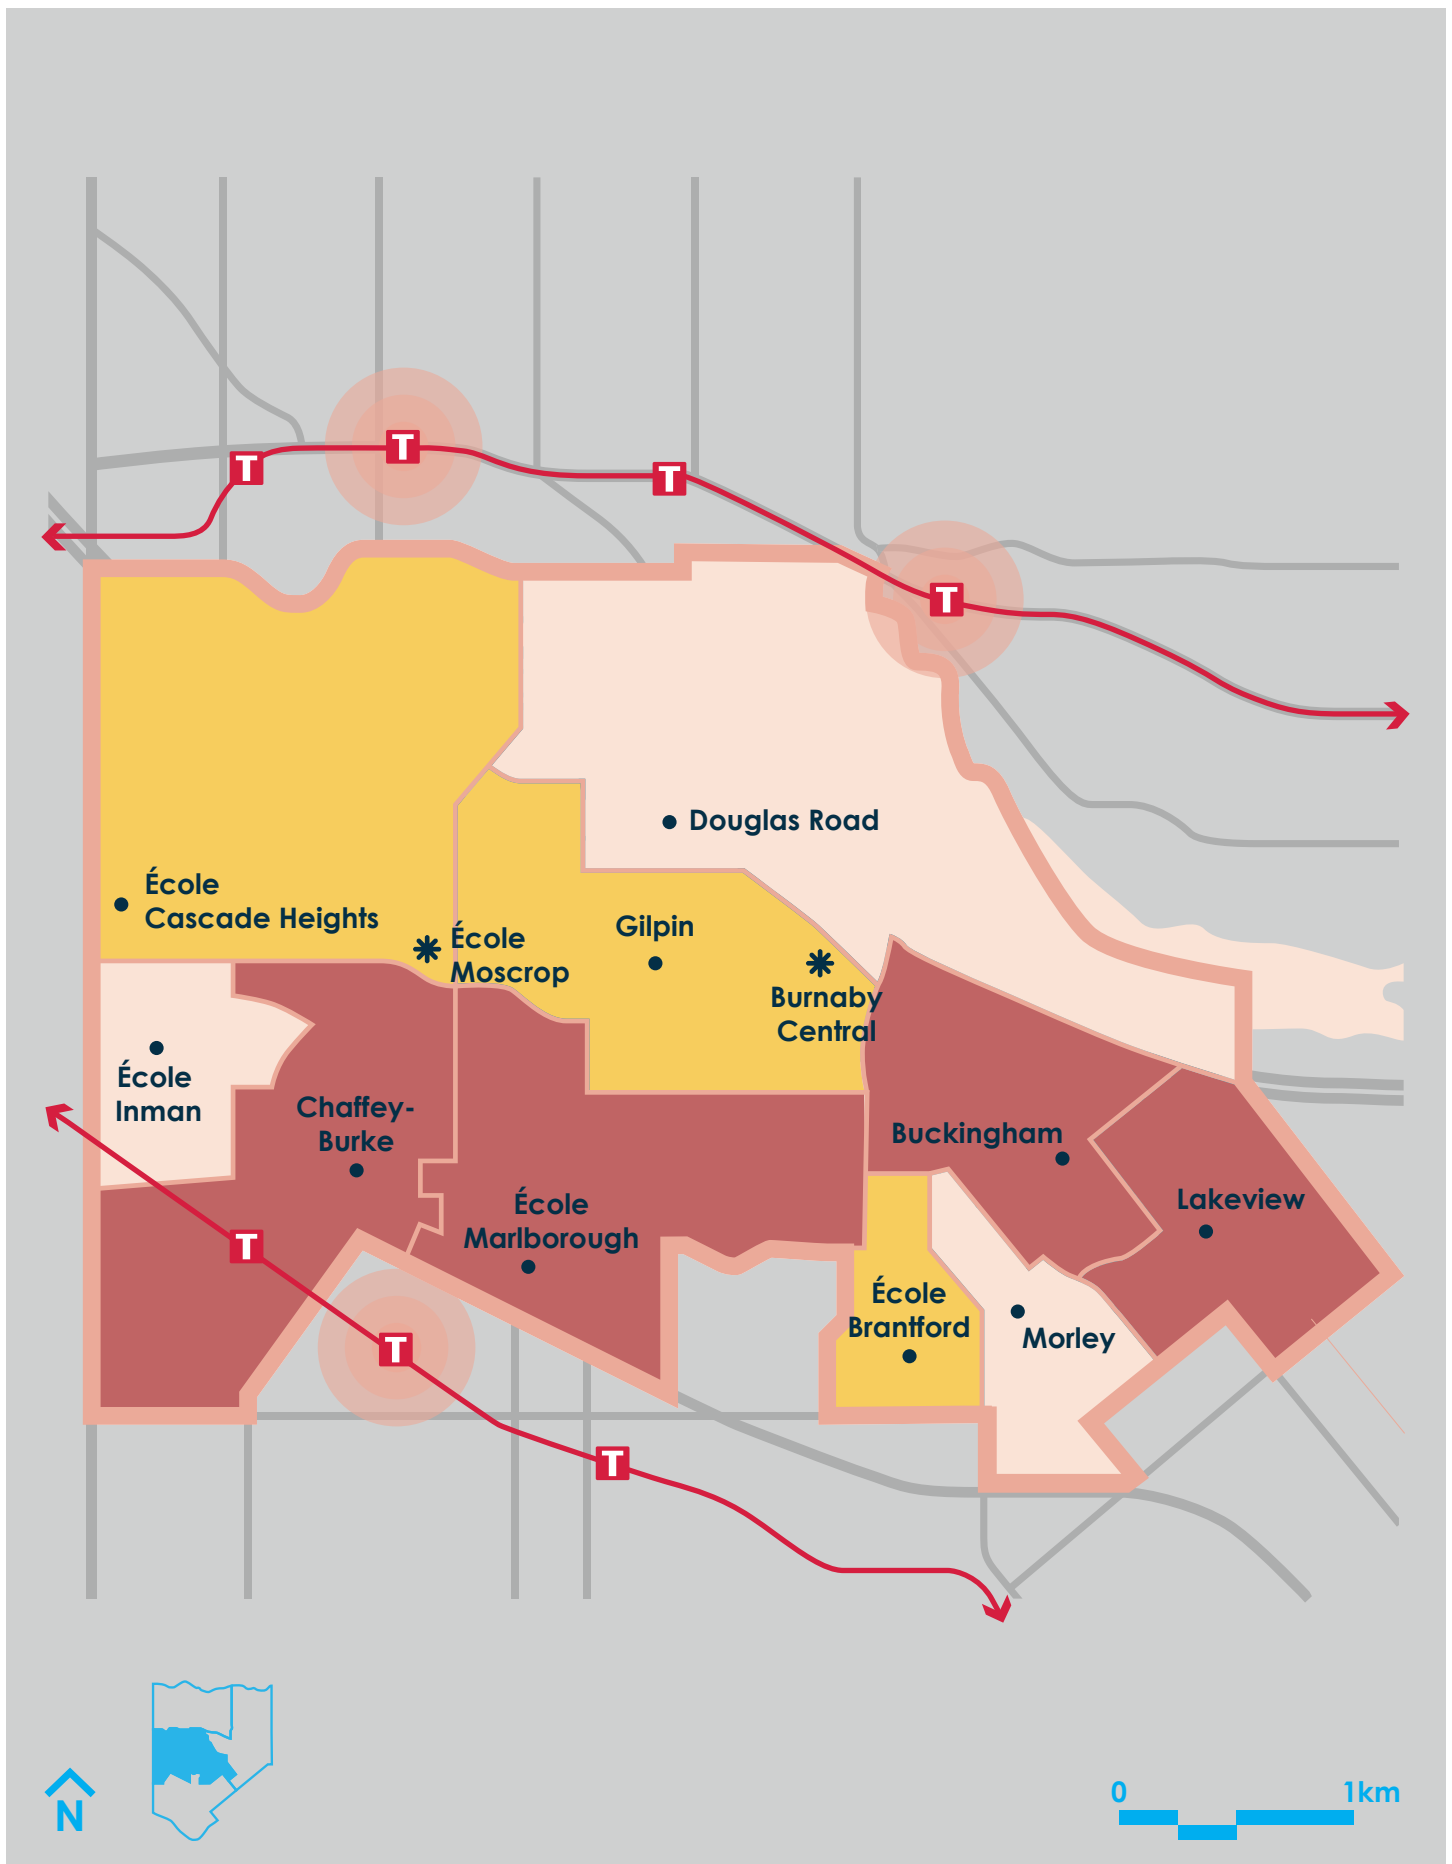 T
T
T
T
Douglas Road
École
Cascade Heights
École
Moscrop
Gilpin
Burnaby
Central
École
Inman
Chaffey-
Burke
Buckingham
Lakeview
École
Marlborough
T
École
Brantford
Morley
T
T
N
0
1km